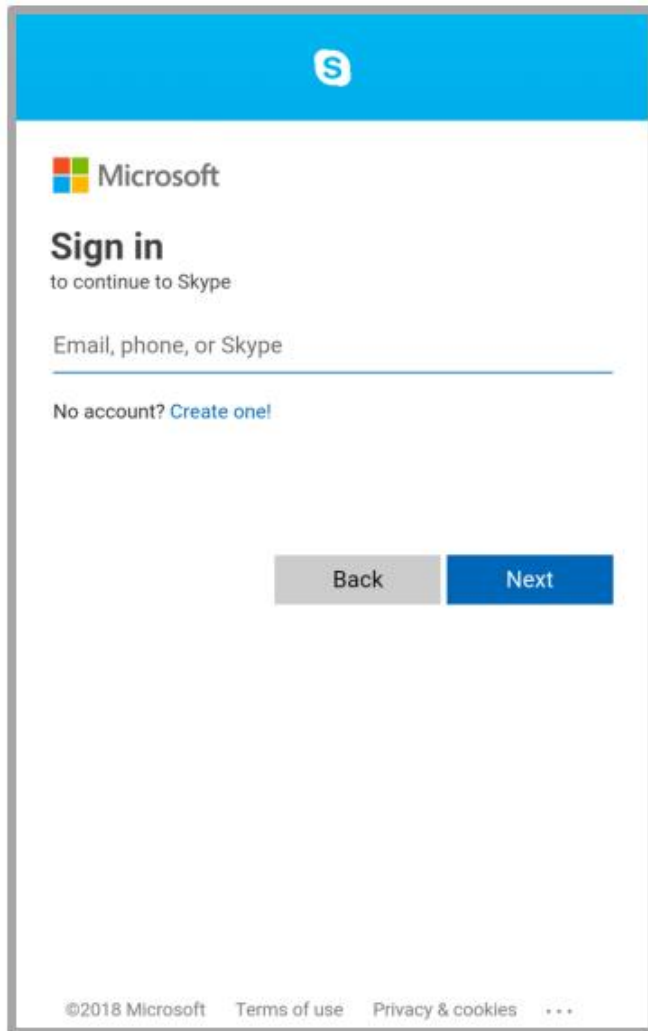 S
Microsoft
Sign in
to continue to Skype
Email, phone, or Skype
No account? Create one!
Back Next
©2018 Microsoft Terms of use Privacy & cookies ...